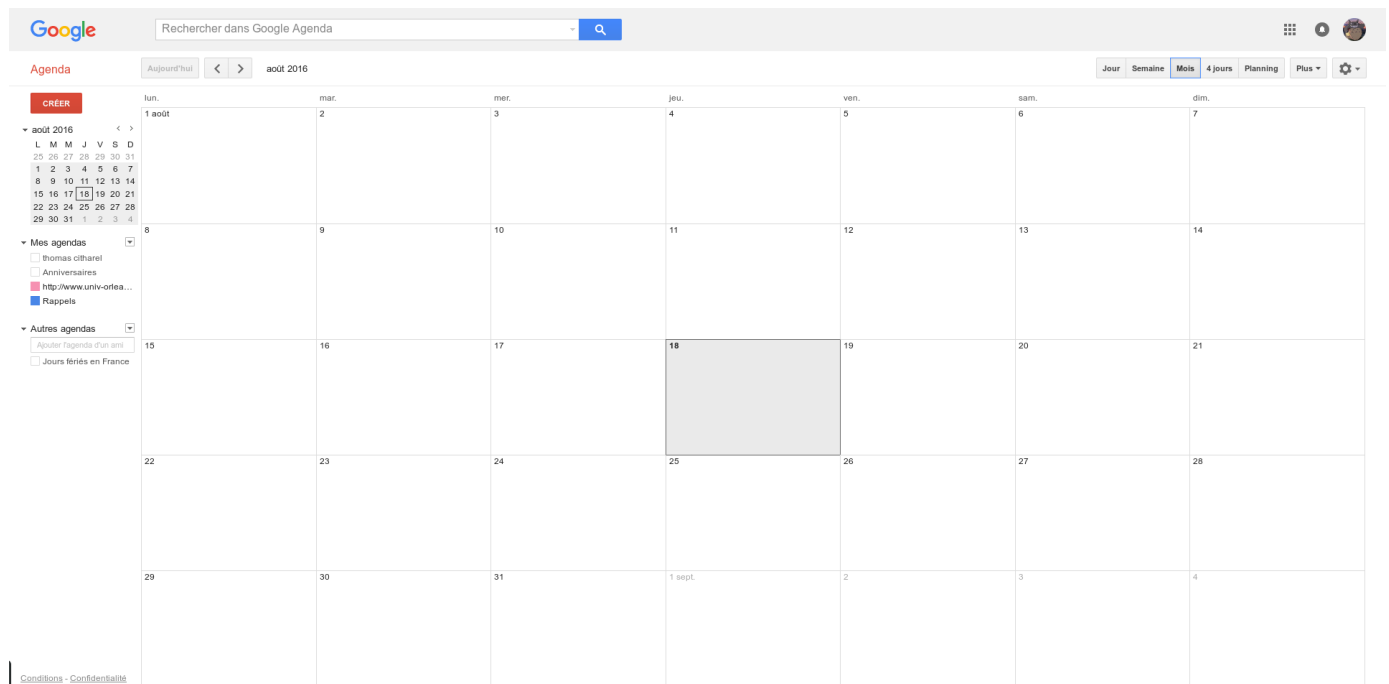 Google
Rechercher dans Google Agenda
Agenda
Aujourd'hui
août 2016
Jour Semaine Mois 4 jours Planning Plus
CRÉER
août 2016
L M M J V S D
25 26 27 28 29 30 31
1 2 3 4 5 6 7
8 9 10 11 12 13 14
15 16 17 18 19 20 21
22 23 24 25 26 27 28
29 30 31 1 2 3 4
Mes agendas
thomas citharel
Anniversaires
http://www.univ-orlea...
Rappels
Autres agendas
Ajouter l'agenda d'un ami
Jours fériés en France
Conditions - Confidentialité
lun. mar. mer. jeu. ven. sam. dim.
1 août 2 3 4 5 6 7
8 9 10 11 12 13 14
15 16 17 18 19 20 21
22 23 24 25 26 27 28
29 30 31 1 sept. 2 3 4